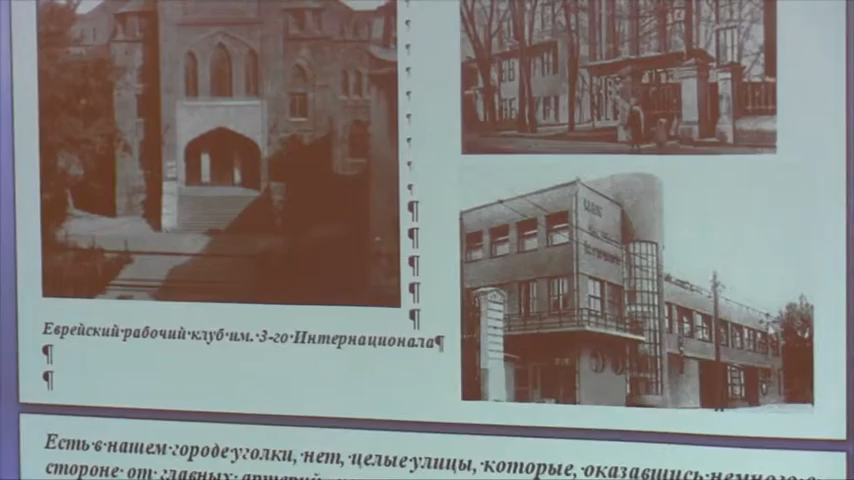 Еврейский рабочий клуб им. 3-го Интернационала
Есть в нашем городе уголки, нет, целые улицы, которые, оказавшись немного в
стороне от главных артерий